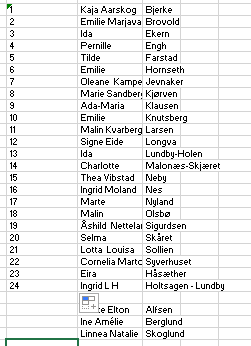 1 Kaja Aarskog Bjerke
2 Emilie Marjava Brovold
3 Ida Ekern
4 Pernille Engh
5 Tilde Farstad
6 Emilie Hornseth
7 Oleane Kampe Jevnaker
8 Marie Sandberg Kjørven
9 Ada-Maria Klausen
10 Emilie Knutsberg
11 Malin Kvarberg Larsen
12 Signe Eide Longva
13 Ida Lundby-Holen
14 Charlotte Malonæs-Skjæret
15 Thea Vibstad Neby
16 Ingrid Moland Nes
17 Marte Nyland
18 Malin Olsbø
19 Åshild Nettelar Sigurdsen
20 Selma Skåret
21 Lotta Louisa Sollien
22 Cornelia Marto Syverhuset
23 Eira Håsæther
24 Ingrid L H Holtsagen - Lundby
Elton Alfsen
Ine Amélie Berglund
Linnea Natalie Skoglund